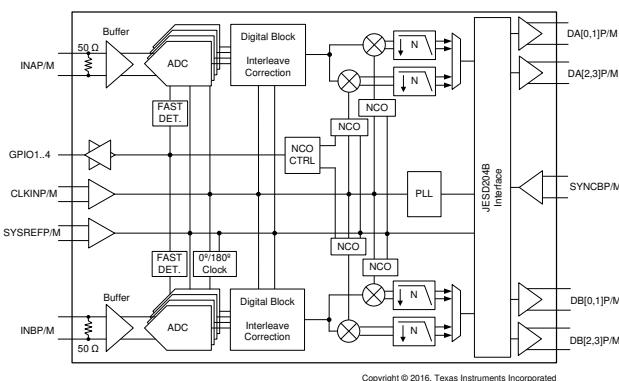 Buffer
50 Ω
INAP/M
ADC
Digital Block
Interleave
Correction
N
N
DA[0,1]P/M
DA[2,3]P/M
FAST
DET.
NCO
NCO
GPIO1..4
NCO
CTRL
CLKINP/M
PLL
JESD204B
Interface
SYNCBP/M
SYSREFP/M
FAST
DET.
0º/180º
Clock
NCO
NCO
Buffer
INBP/M
50 Ω
ADC
Digital Block
Interleave
Correction
N
N
DB[0,1]P/M
DB[2,3]P/M
Copyright © 2016, Texas Instruments Incorporated